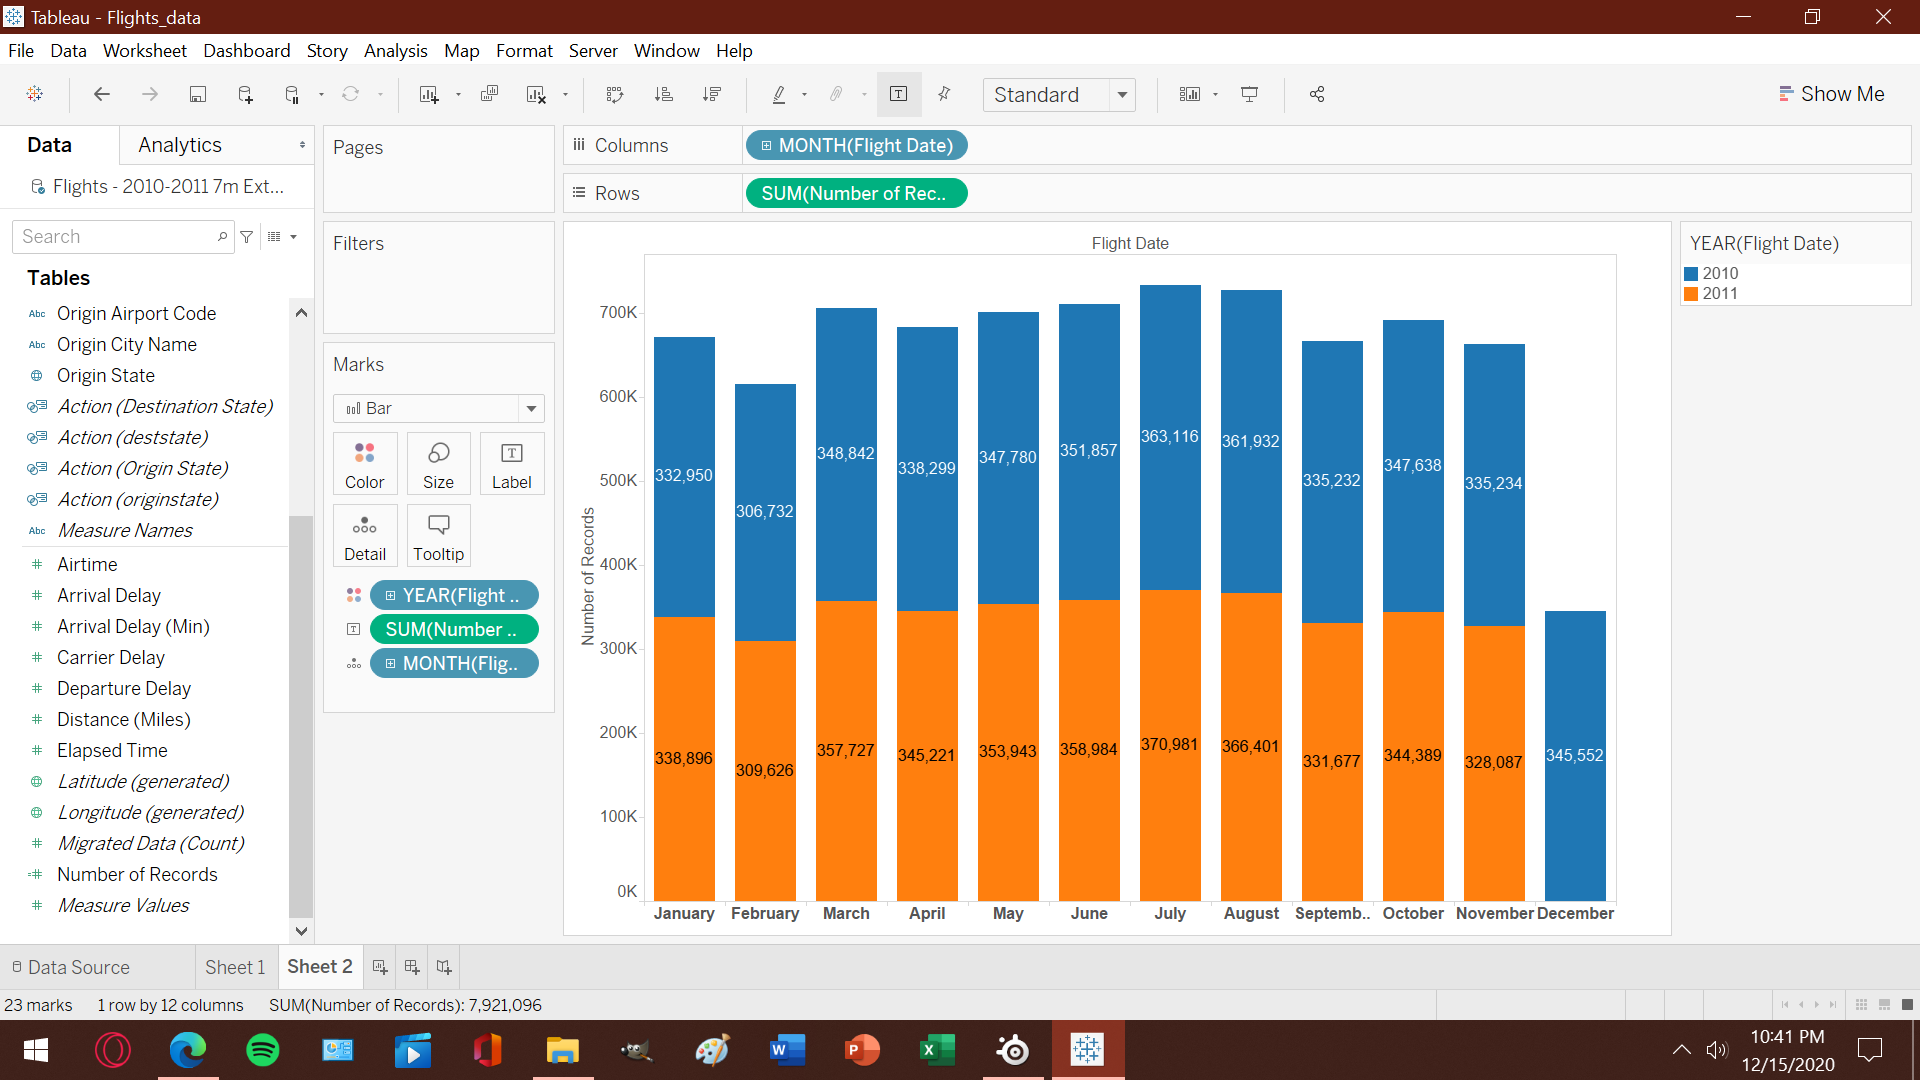 Tableau - Flights_data
File Data Worksheet Dashboard Story Analysis Map Format Server Window Help
Standard
Show Me
Data
Analytics
Flights - 2010-2011 7m Ext...
Search
Tables
Abc Origin Airport Code
Abc Origin City Name
Origin State
Action (Destination State)
Action (deststate)
Action (Origin State)
Action (originstate)
Abc Measure Names
# Airtime
# Arrival Delay
# Arrival Delay (Min)
# Carrier Delay
# Departure Delay
# Distance (Miles)
# Elapsed Time
Latitude (generated)
Longitude (generated)
# Migrated Data (Count)
=# Number of Records
# Measure Values
Pages
Filters
Marks
Bar
Color
Size
T
Label
Detail
Tooltip
YEAR(Flight ..
T SUM(Number ..
MONTH(Flig..
Columns
MONTH(Flight Date)
Rows
SUM(Number of Rec..
Flight Date
Number of Records
700K
600K
500K
400K
300K
200K
100K
0K
332,950
306,732
348,842
338,299
347,780
351,857
363,116
361,932
335,232
347,638
335,234
338,896
309,626
357,727
345,221
353,943
358,984
370,981
366,401
331,677
344,389
328,087
345,552
January February March April May June July August Septemb.. October November December
YEAR(Flight Date)
2010
2011
Data Source
Sheet 1
Sheet 2
23 marks
1 row by 12 columns
SUM(Number of Records): 7,921,096
10:41 PM
12/15/2020